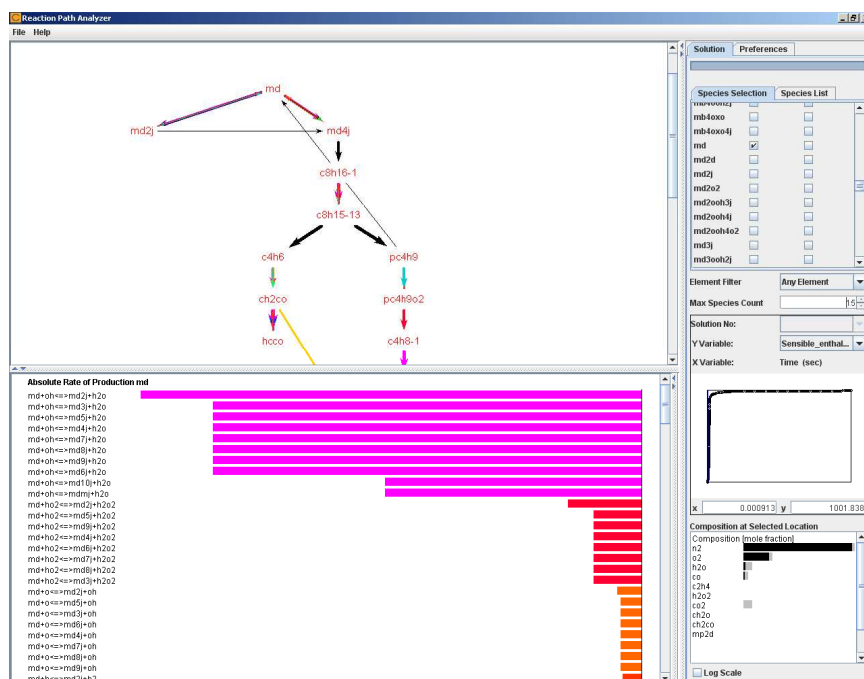 Reaction Path Analyzer
File Help
md
md2j
md4j
c8h16-1
c8h15-13
c4h6
pc4h9
ch2co
pc4h9o2
hcco
c4h8-1
Absolute Rate of Production md
md+oh<=>md2j+h2o
md+oh<=>md3j+h2o
md+oh<=>md5j+h2o
md+oh<=>md4j+h2o
md+oh<=>md7j+h2o
md+oh<=>md8j+h2o
md+oh<=>md9j+h2o
md+oh<=>md6j+h2o
md+oh<=>md10j+h2o
md+oh<=>mdmj+h2o
md+ho2<=>md2j+h2o2
md+ho2<=>md5j+h2o2
md+ho2<=>md9j+h2o2
md+ho2<=>md4j+h2o2
md+ho2<=>md6j+h2o2
md+ho2<=>md7j+h2o2
md+ho2<=>md8j+h2o2
md+ho2<=>md3j+h2o2
md+o<=>md2j+oh
md+o<=>md5j+oh
md+o<=>md3j+oh
md+o<=>md6j+oh
md+o<=>md4j+oh
md+o<=>md7j+oh
md+o<=>md8j+oh
md+o<=>md9j+oh
md+h<=>md2j+h2
Solution Preferences
Species Selection Species List
mb4ooh2j
mb4oxo
mb4oxo4j
md
md2d
md2j
md2o2
md2ooh3j
md2ooh4j
md2ooh4o2
md3j
md3ooh2j
Element Filter Any Element
Max Species Count 15
Solution No:
Y Variable: Sensible_enthal...
X Variable: Time (sec)
x 0.000913 y 1001.838
Composition at Selected Location
Composition [mole fraction]
n2
o2
h2o
co
c2h4
h2o2
co2
ch2o
ch2co
mp2d
Log Scale